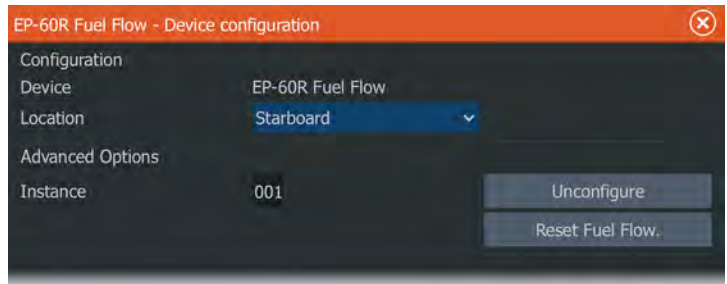 EP-60R Fuel Flow - Device configuration
Configuration
Device EP-60R Fuel Flow
Location Starboard
Advanced Options
Instance 001 Unconfigure
Reset Fuel Flow.